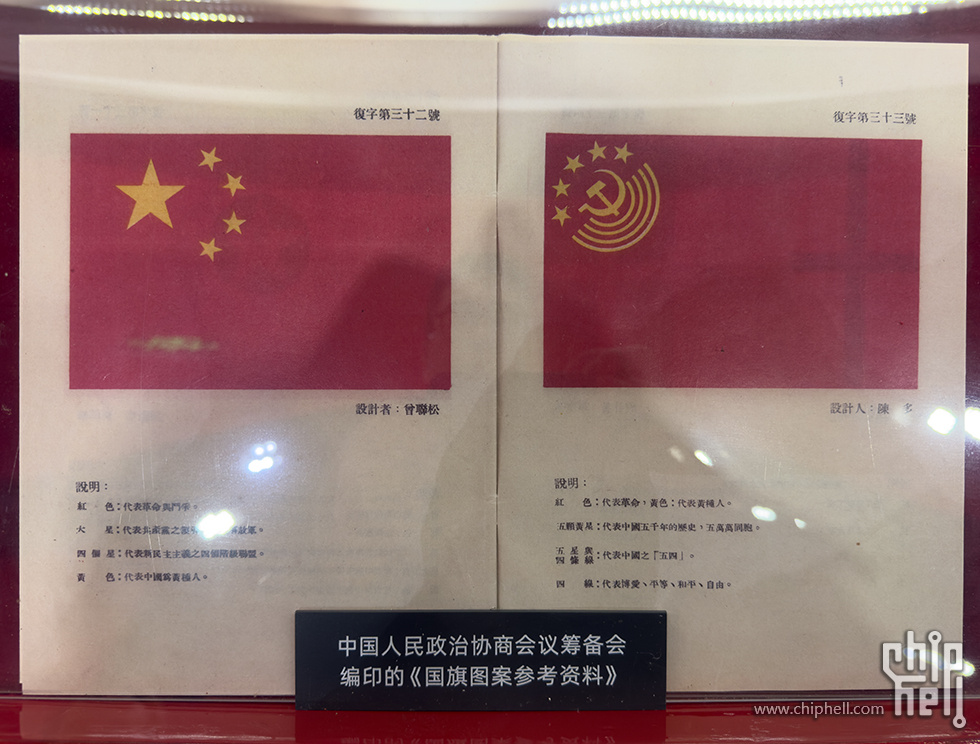 復字第三十二號
設計者：曾聯松
說明：
紅　色：代表革命與鬥爭。
大　星：代表共產黨之領　　解放軍。
四個星：代表新民主主義之四個階級聯盟。
黃　色：代表中國為黃種人。
復字第三十三號
設計人：陳　多
說明：
紅　色：代表革命，黃色：代表黃種人。
五顆黃星：代表中國五千年的歷史，五萬萬同胞。
五星與四條綠：代表中國之「五四」。
四　綠：代表博愛、平等、和平、自由。
中国人民政治协商会议筹备会
编印的《国旗图案参考资料》
chip
hell
www.chiphell.com